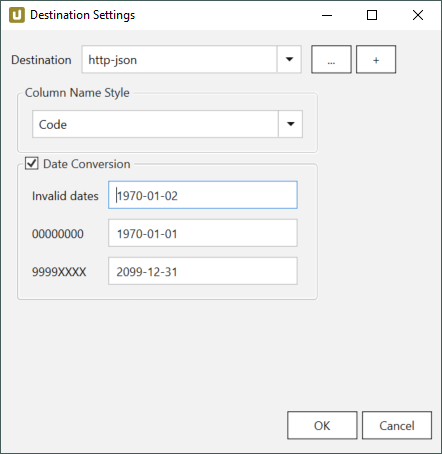 Destination Settings
Destination http-json ... +
Column Name Style
Code
Date Conversion
Invalid dates 1970-01-02
00000000 1970-01-01
9999XXXX 2099-12-31
OK Cancel